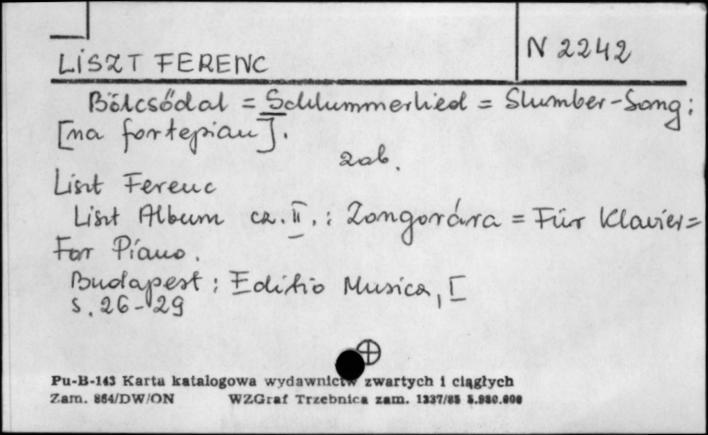 LISZT FERENC
N 2242
Bölcsődal = Schlummerlied = Slumber-Song:
[na fortepian].
zob.
Liszt Ferenc
Liszt Album cz. II.: Zongorára = Für Klavier =
For Piano.
Budapest: Editio Musica, I
s. 26-29
Pu-B-143 Karta katalogowa wydawnictw zwartych i ciągłych
Zam. 864/DW/ON WZGraf Trzebnica zam. 1337/85 5.980.000